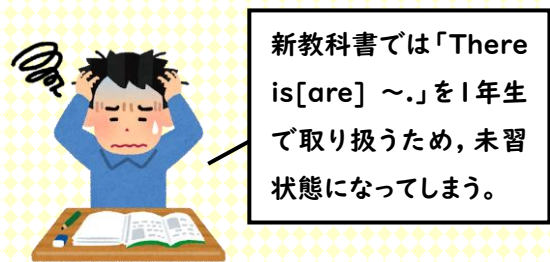 新教科書では「There
is[are] ～.」を1年生
で取り扱うため，未習
状態になってしまう。